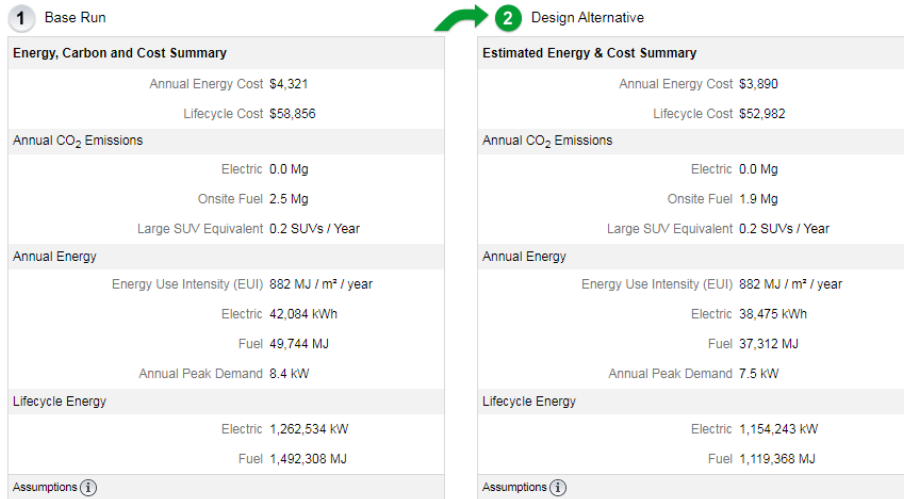 1 Base Run
Energy, Carbon and Cost Summary
Annual Energy Cost $4,321
Lifecycle Cost $58,856
Annual CO2 Emissions
Electric 0.0 Mg
Onsite Fuel 2.5 Mg
Large SUV Equivalent 0.2 SUVs / Year
Annual Energy
Energy Use Intensity (EUI) 882 MJ / m² / year
Electric 42,084 kWh
Fuel 49,744 MJ
Annual Peak Demand 8.4 kW
Lifecycle Energy
Electric 1,262,534 kW
Fuel 1,492,308 MJ
Assumptions i
2 Design Alternative
Estimated Energy & Cost Summary
Annual Energy Cost $3,890
Lifecycle Cost $52,982
Annual CO2 Emissions
Electric 0.0 Mg
Onsite Fuel 1.9 Mg
Large SUV Equivalent 0.2 SUVs / Year
Annual Energy
Energy Use Intensity (EUI) 882 MJ / m² / year
Electric 38,475 kWh
Fuel 37,312 MJ
Annual Peak Demand 7.5 kW
Lifecycle Energy
Electric 1,154,243 kW
Fuel 1,119,368 MJ
Assumptions i